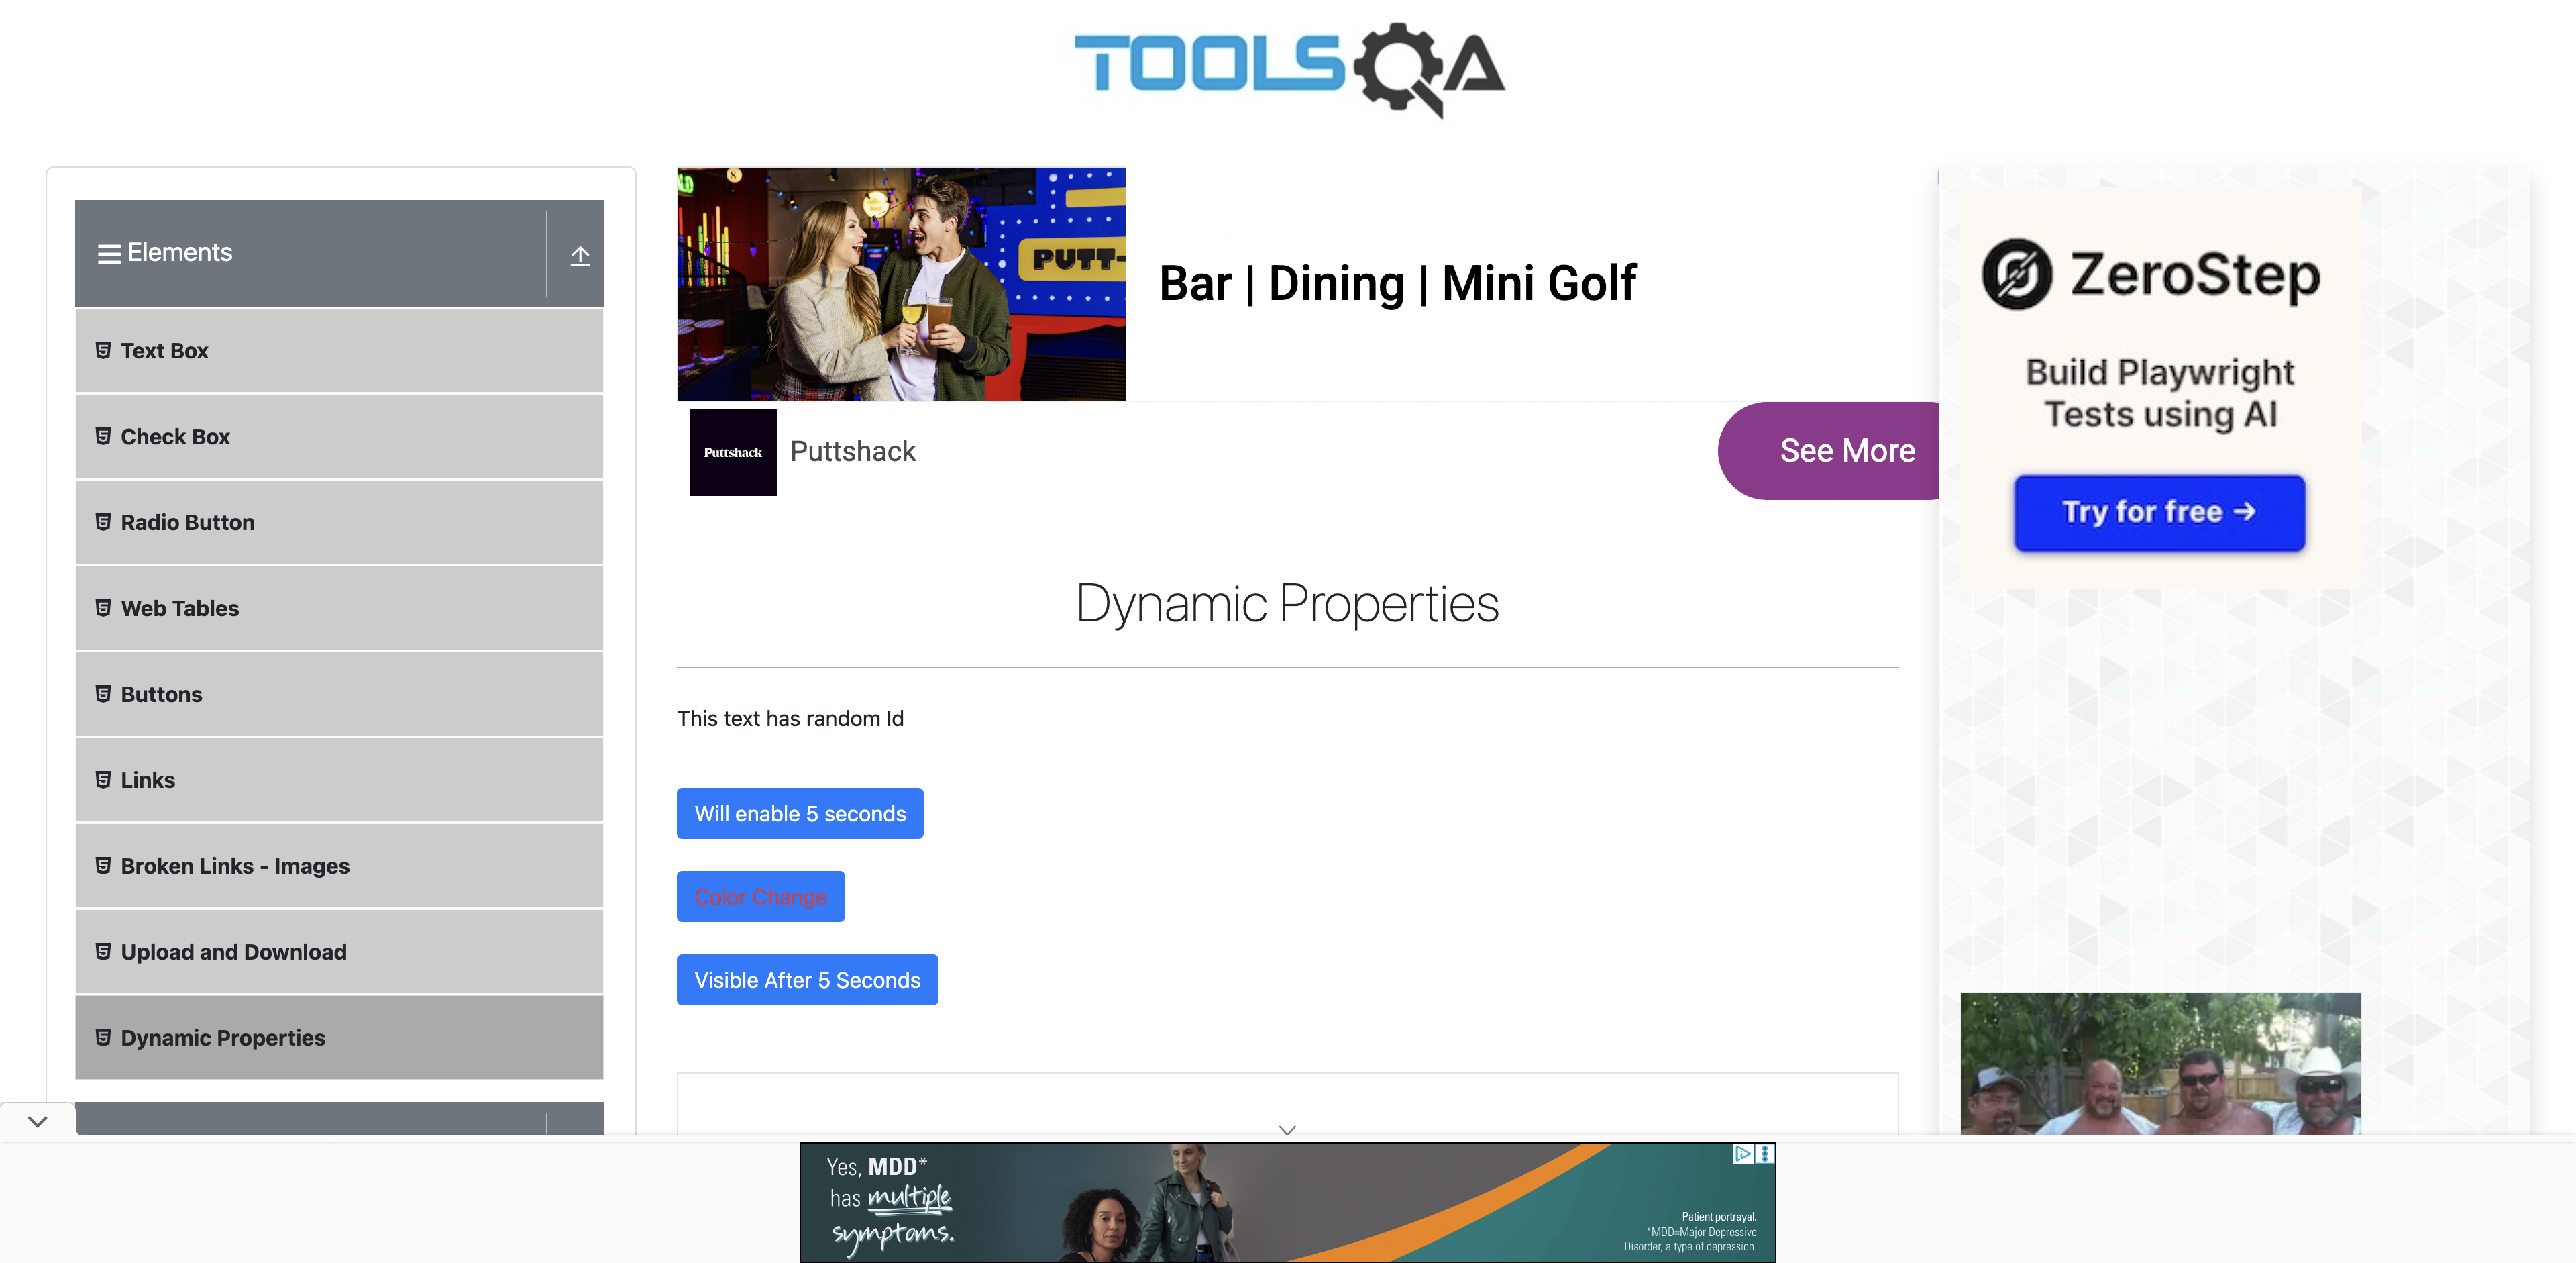 TOOLSQA
Elements
Text Box
Check Box
Radio Button
Web Tables
Buttons
Links
Broken Links - Images
Upload and Download
Dynamic Properties
8
PUTT-
Bar | Dining | Mini Golf
Puttshack
Puttshack
See More
Dynamic Properties
This text has random Id
Will enable 5 seconds
Color Change
Visible After 5 Seconds
ZeroStep
Build Playwright
Tests using AI
Try for free →
Yes, MDD*
has multiple
symptoms.
Patient portrayal.
*MDD=Major Depressive
Disorder, a type of depression.